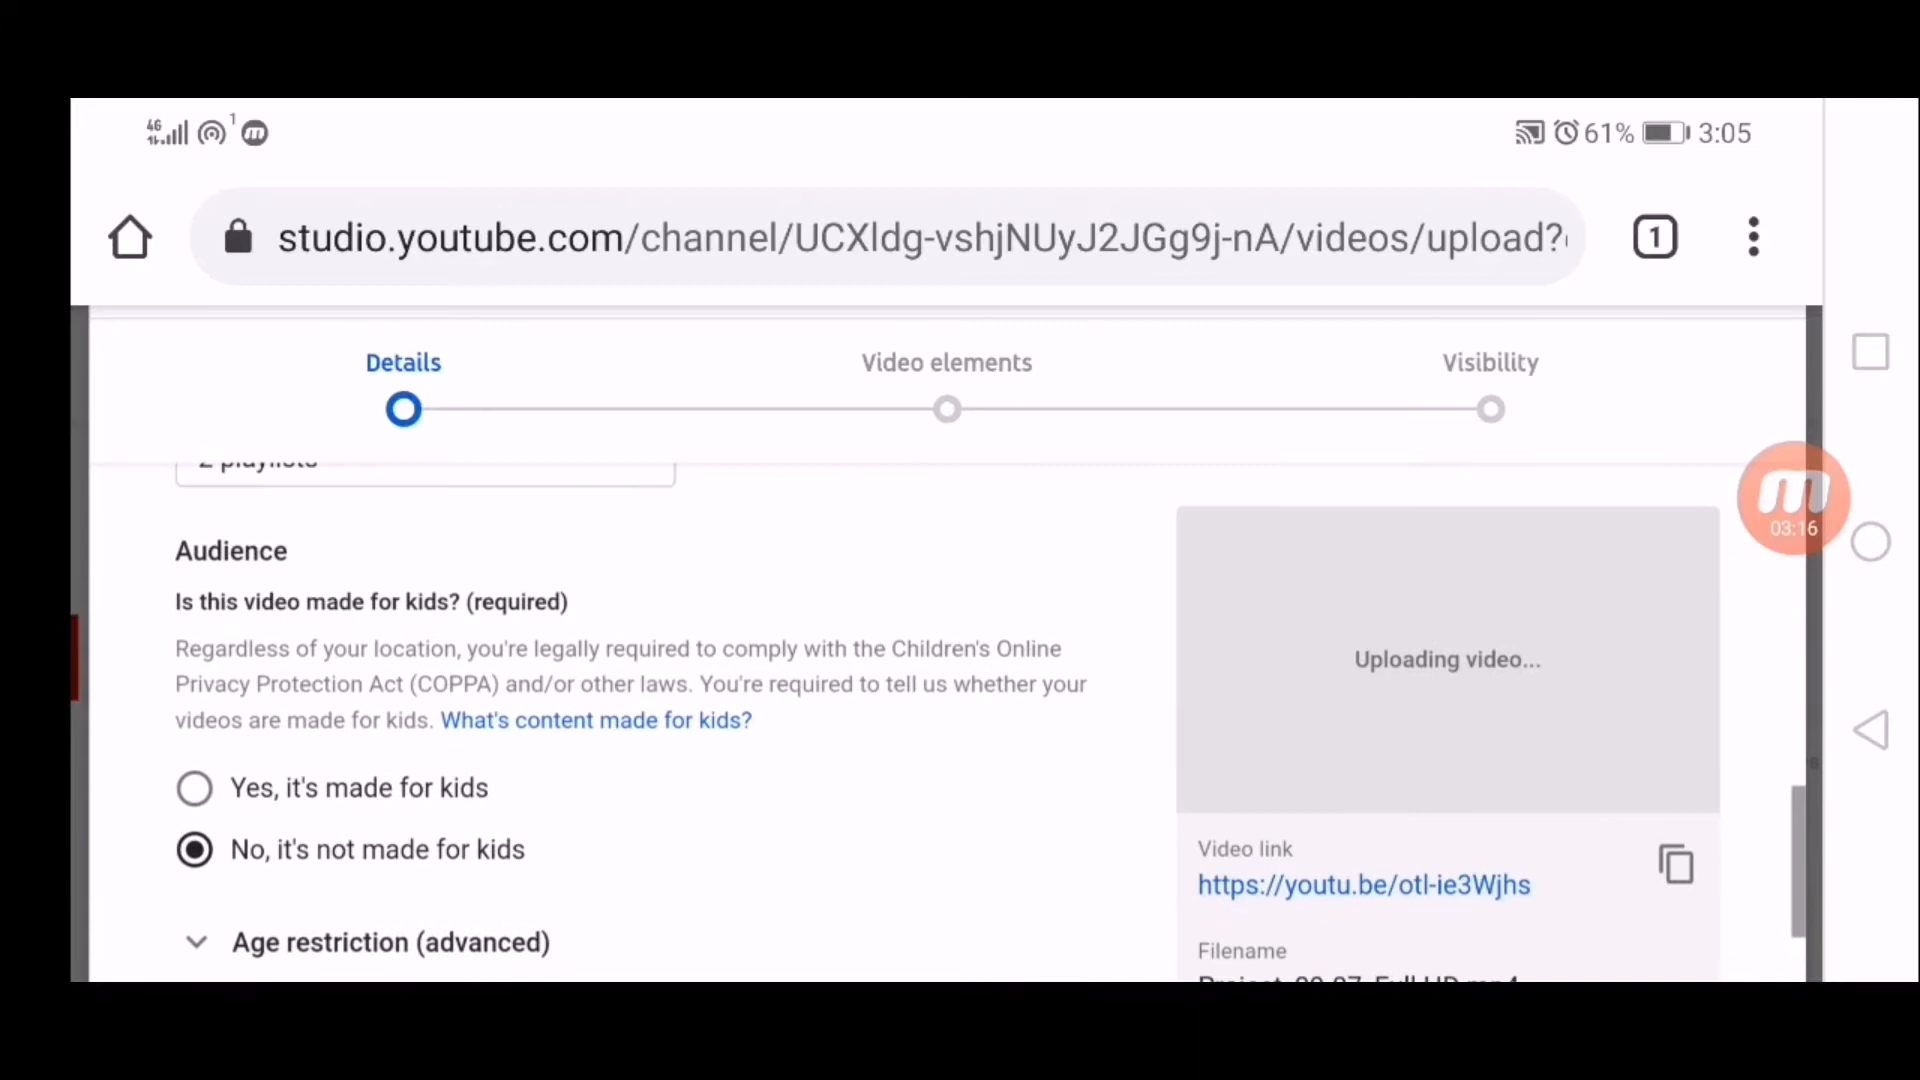 4G 1 m 61% 3:05
studio.youtube.com/channel/UCXldg-vshjNUyJ2JGg9j-nA/videos/upload?
1
Details Video elements Visibility
2 playlists
m
03:16
Audience
Is this video made for kids? (required)
Regardless of your location, you're legally required to comply with the Children's Online
Privacy Protection Act (COPPA) and/or other laws. You're required to tell us whether your
videos are made for kids. What's content made for kids?
Yes, it's made for kids
No, it's not made for kids
Age restriction (advanced)
Uploading video...
Video link
https://youtu.be/otl-ie3Wjhs
Filename